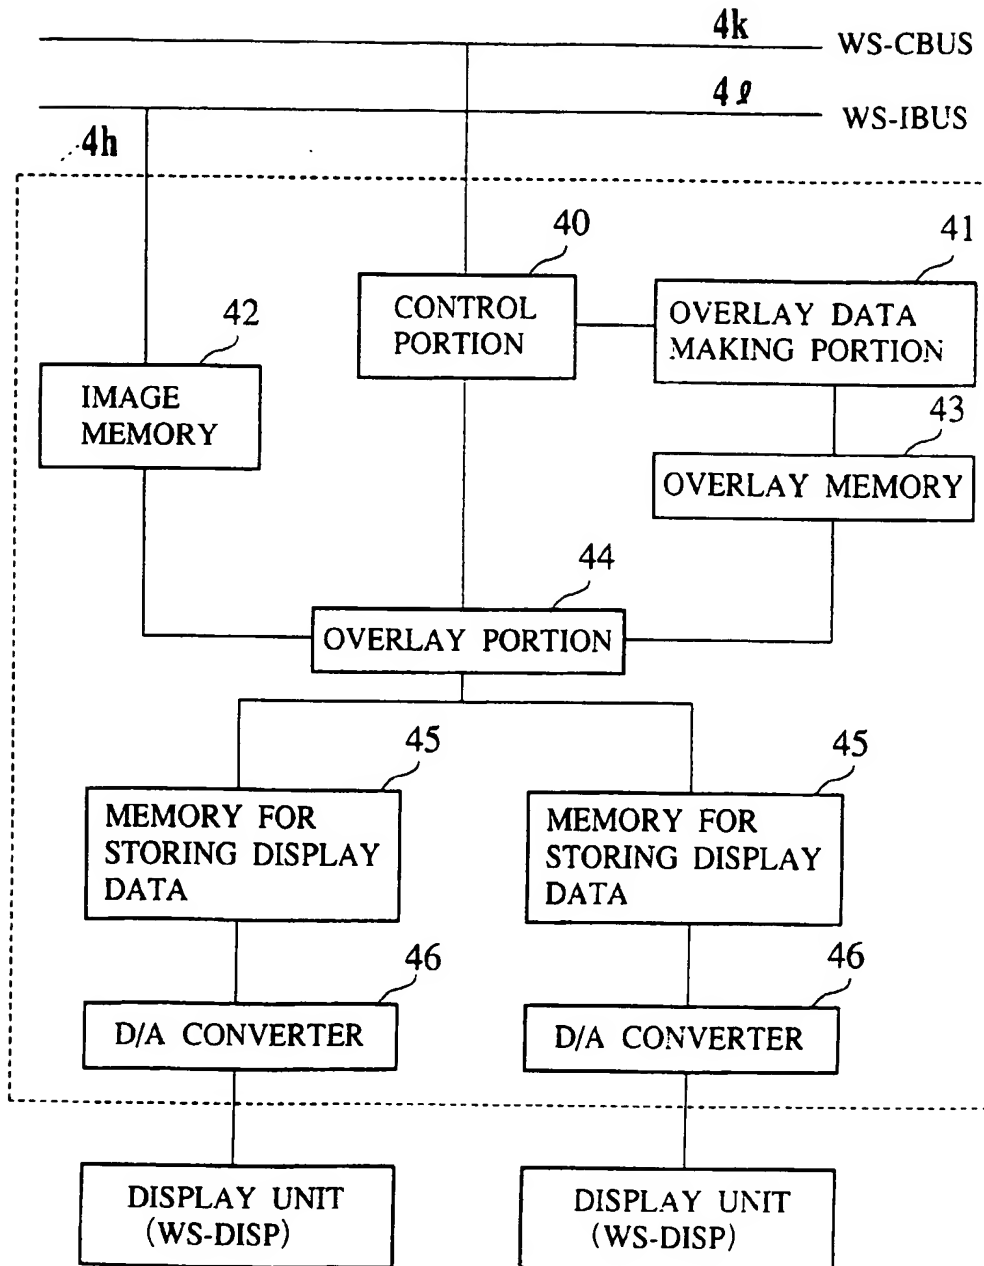 4k
WS-CBUS
4ℓ
WS-IBUS
4h
40
41
CONTROL
PORTION
OVERLAY DATA
MAKING PORTION
42
IMAGE
MEMORY
43
OVERLAY MEMORY
44
OVERLAY PORTION
45
MEMORY FOR
STORING DISPLAY
DATA
45
MEMORY FOR
STORING DISPLAY
DATA
46
D/A CONVERTER
46
D/A CONVERTER
DISPLAY UNIT
(WS-DISP)
DISPLAY UNIT
(WS-DISP)